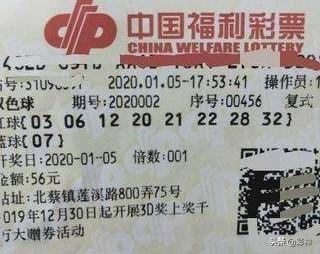 中国福利彩票
CHINA WELFARE LOTTERY
2020.01.05-17:53:41 操作员:1
双色球 期号:2020002 序号:00456 复式
红球{03 06 12 20 21 22 28 32}
蓝球{07}
开奖日:2020-01-05 倍数:001
金额:56元
站址:北蔡镇莲溪路800弄75号
2019年12月30日起开展3D奖上奖千
万大赠券活动
头条 @彩神